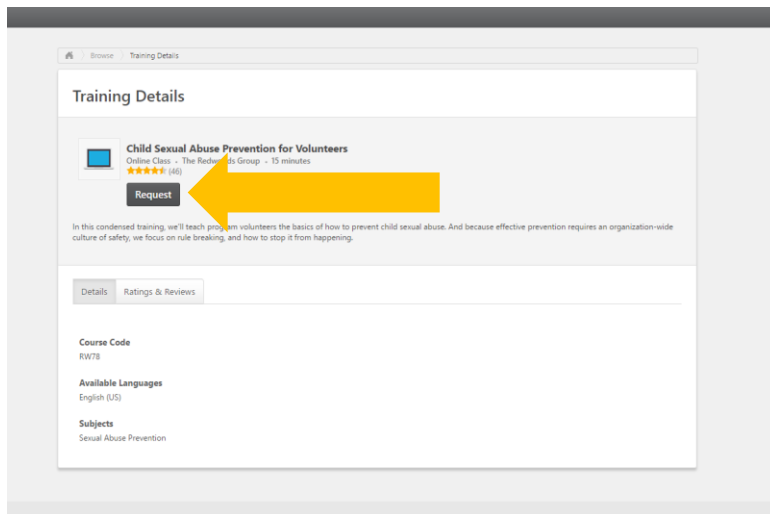 Browse Training Details
Training Details
Child Sexual Abuse Prevention for Volunteers
Online Class - The Redwoods Group - 15 minutes
(46)
Request
In this condensed training, we'll teach program volunteers the basics of how to prevent child sexual abuse. And because effective prevention requires an organization-wide
culture of safety, we focus on rule breaking, and how to stop it from happening.
Details Ratings & Reviews
Course Code
RW78
Available Languages
English (US)
Subjects
Sexual Abuse Prevention